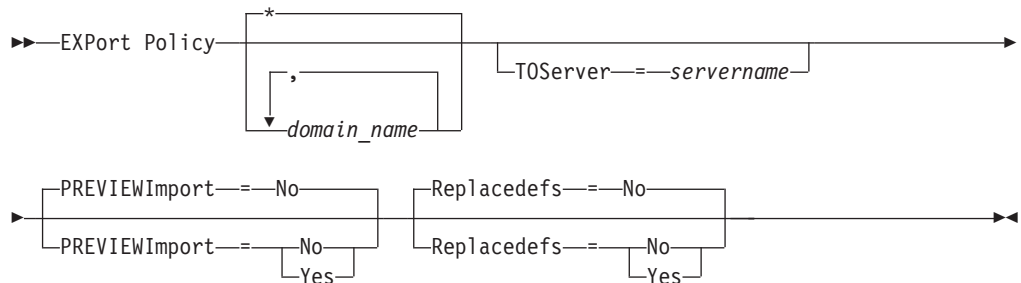 *
EXPort Policy
,
domain_name
TOServer = servername
PREVIEWImport = No
PREVIEWImport = No
Yes
Replacedefs = No
Replacedefs = No
Yes